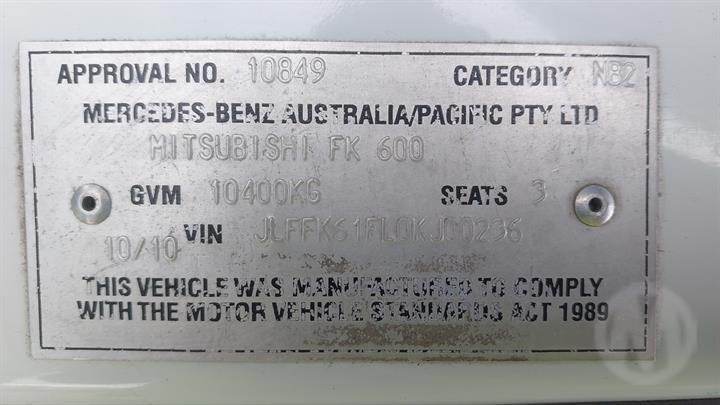 APPROVAL NO. 10849 CATEGORY NB2
MERCEDES-BENZ AUSTRALIA/PACIFIC PTY LTD
MITSUBISHI FK 600
GVM 10400KG SEATS 3
10/10 VIN JLFFK61FL0KJ00236
THIS VEHICLE WAS MANUFACTURED TO COMPLY
WITH THE MOTOR VEHICLE STANDARDS ACT 1989